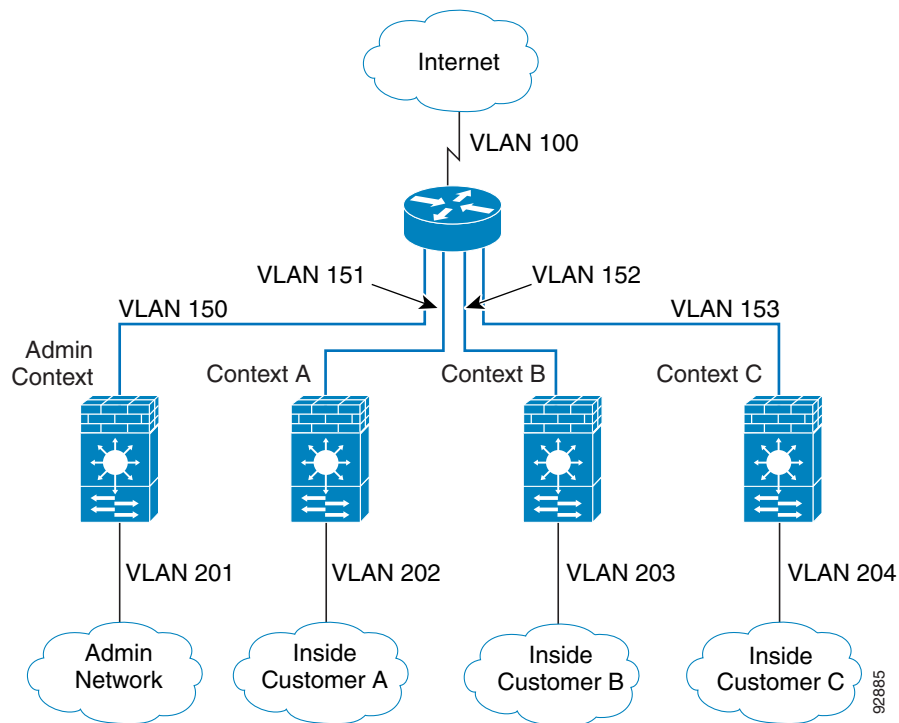 Internet
VLAN 100
VLAN 151
VLAN 152
VLAN 150
VLAN 153
Admin
Context
Context A
Context B
Context C
VLAN 201
VLAN 202
VLAN 203
VLAN 204
Admin
Network
Inside
Customer A
Inside
Customer B
Inside
Customer C
92885